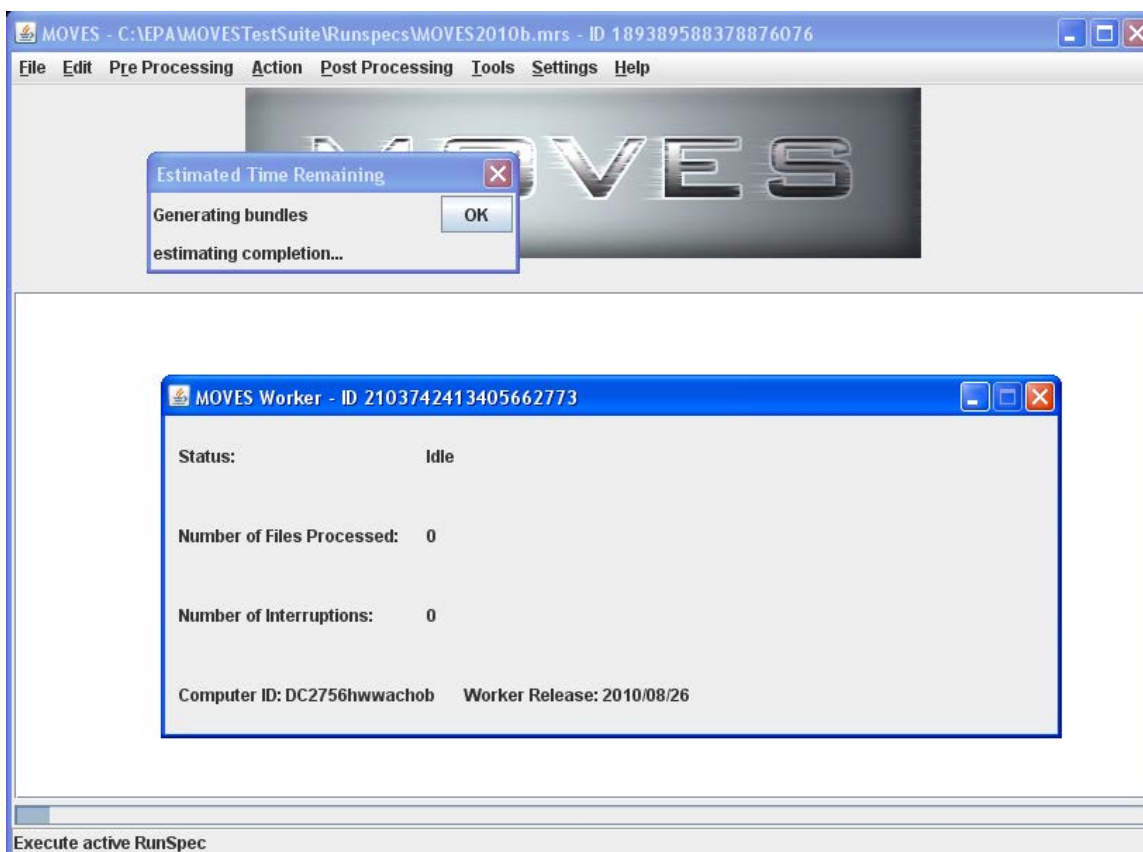 MOVES - C:\EPA\MOVESTestSuite\Runspecs\MOVES2010b.mrs - ID 189389588378876076
File Edit Pre Processing Action Post Processing Tools Settings Help
MOVES
Estimated Time Remaining
Generating bundles OK
estimating completion...
MOVES Worker - ID 2103742413405662773
Status: Idle
Number of Files Processed: 0
Number of Interruptions: 0
Computer ID: DC2756hwwachob Worker Release: 2010/08/26
Execute active RunSpec